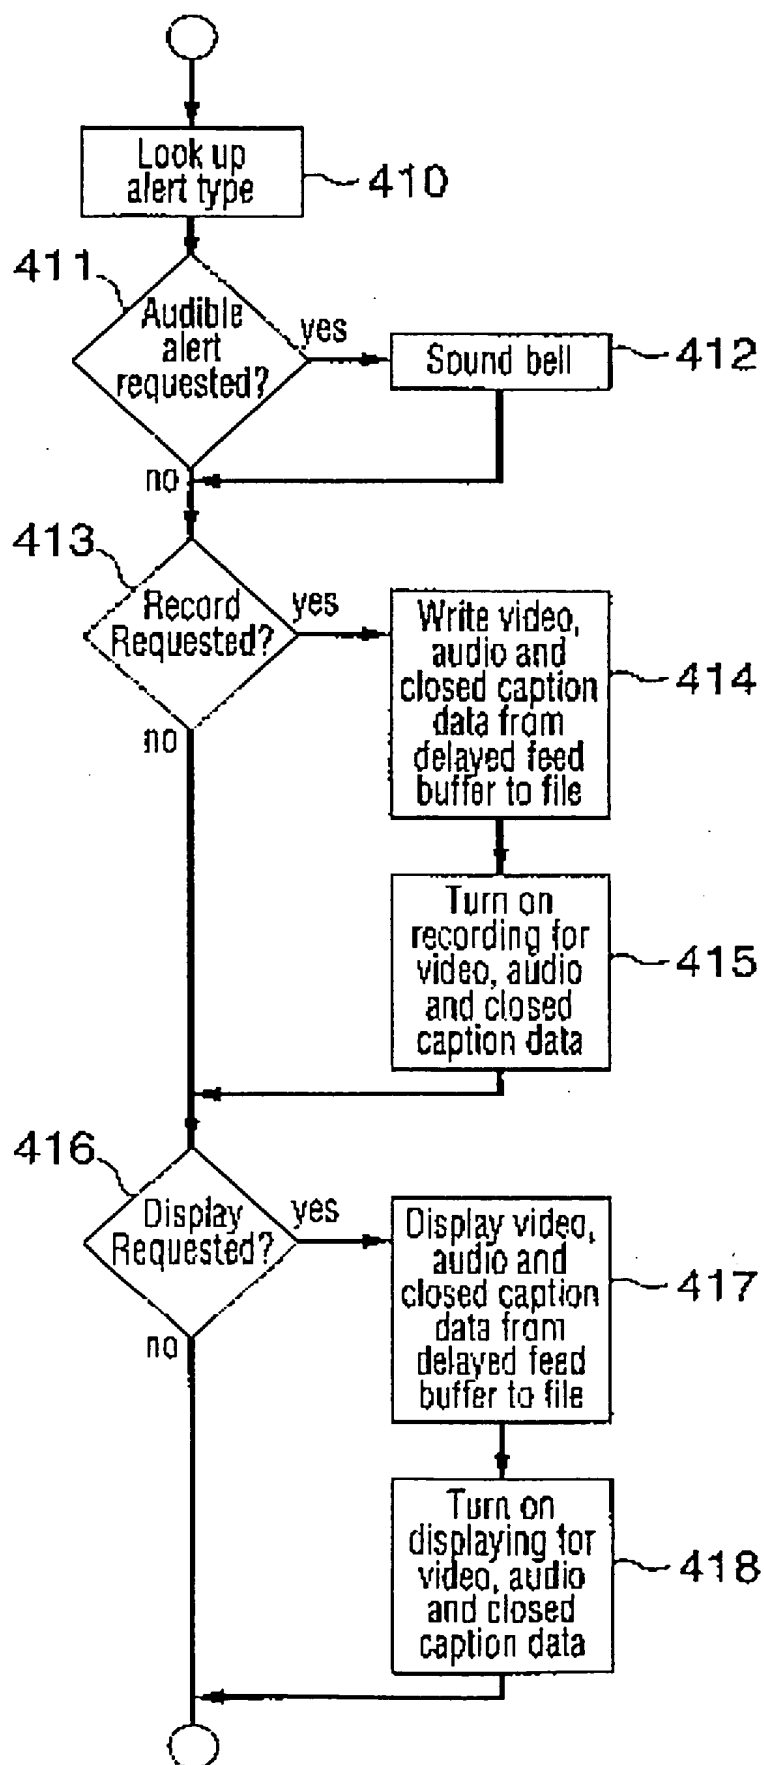 Look up
alert type
410
411
Audible
alert
requested?
yes
Sound bell
412
no
413
Record
Requested?
yes
Write video,
audio and
closed caption
data from
delayed feed
buffer to file
414
no
Turn on
recording for
video, audio
and closed
caption data
415
416
Display
Requested?
yes
Display video,
audio and
closed caption
data from
delayed feed
buffer to file
417
no
Turn on
displaying for
video, audio
and closed
caption data
418